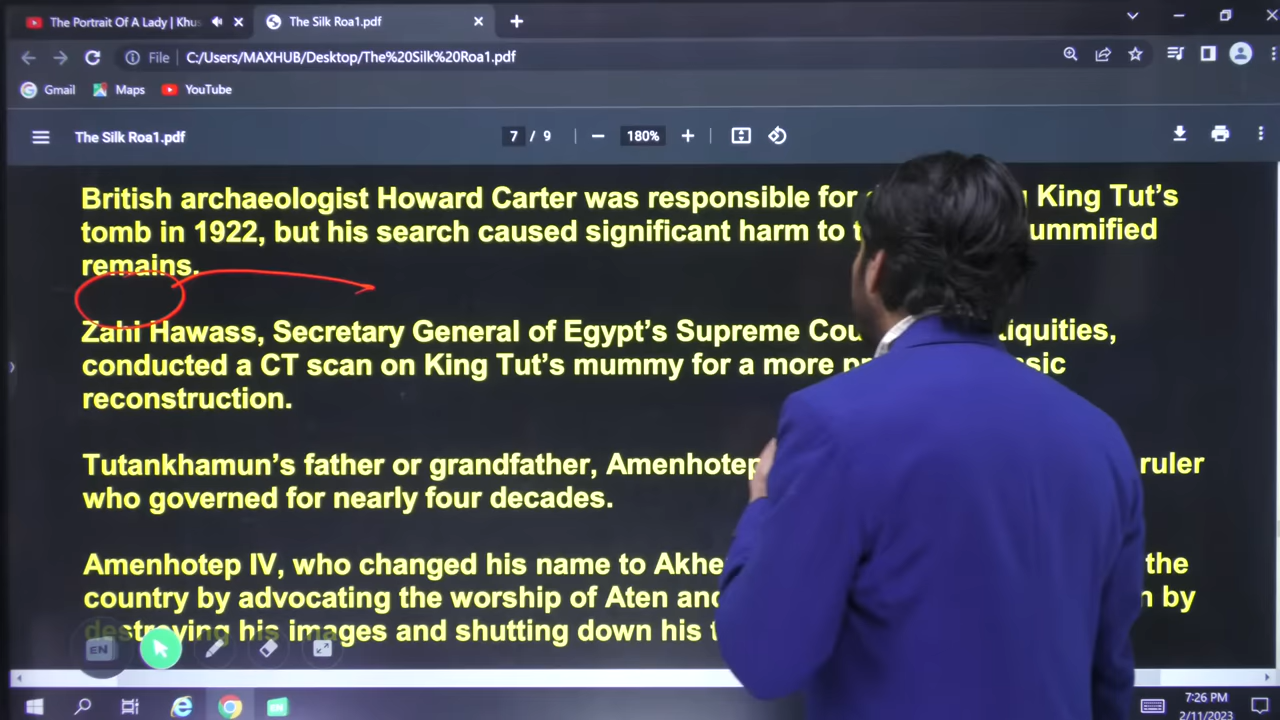 The Portrait Of A Lady | Khus
The Silk Roa1.pdf
File
C:/Users/MAXHUB/Desktop/The%20Silk%20Roa1.pdf
Gmail Maps YouTube
The Silk Roa1.pdf
7 / 9
180%
British archaeologist Howard Carter was responsible for King Tut's
tomb in 1922, but his search caused significant harm to ummified
remains.
Zahi Hawass, Secretary General of Egypt's Supreme Cou tiquities,
conducted a CT scan on King Tut's mummy for a more
reconstruction.
Tutankhamun's father or grandfather, Amenhotep ruler
who governed for nearly four decades.
Amenhotep IV, who changed his name to Akhe the
country by advocating the worship of Aten and by
destroying his images and shutting down his
EN
7:26 PM
2/11/2023